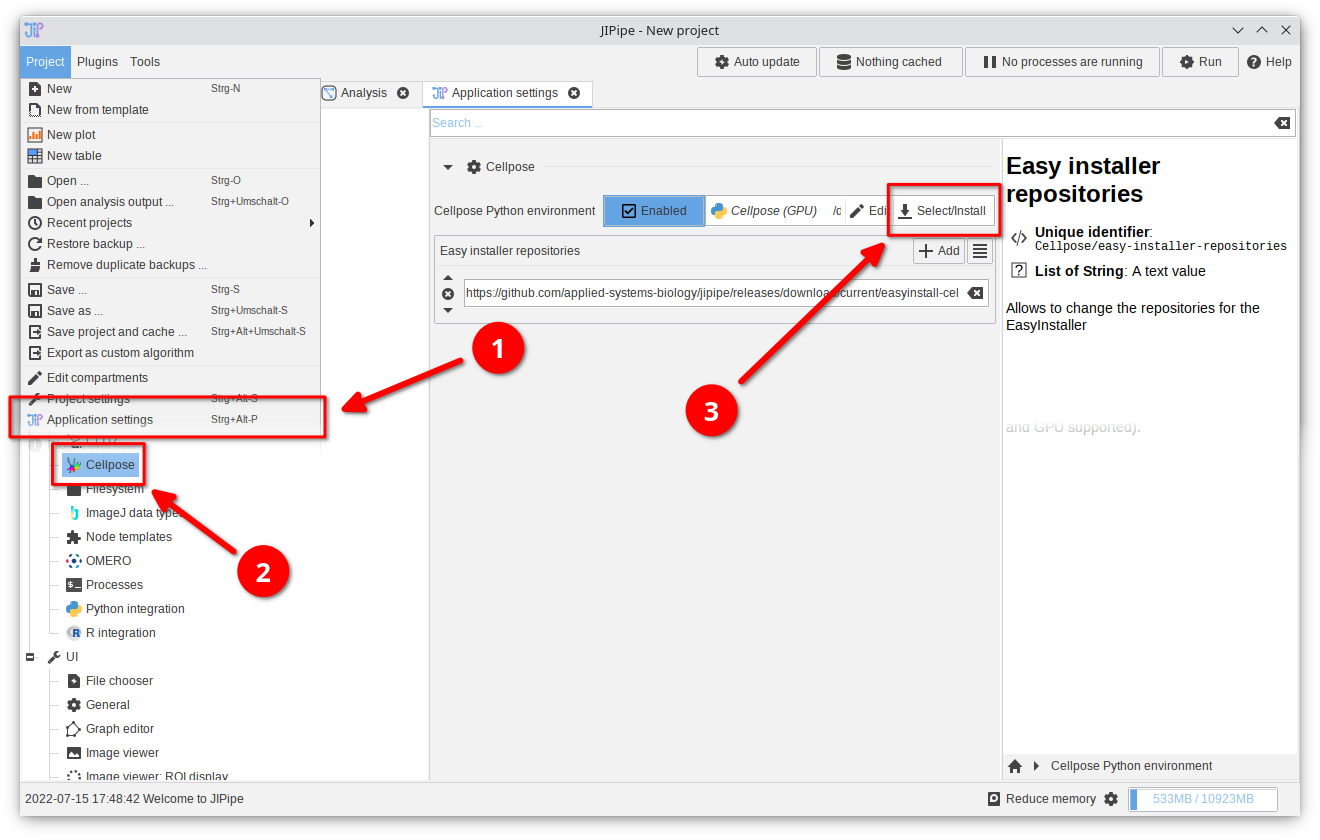 JIPipe - New project
Project Plugins Tools
Auto update
Nothing cached
No processes are running
Run
Help
New Strg-N
New from template
New plot
New table
Open ... Strg-O
Open analysis output ... Strg+Umschalt-O
Recent projects
Restore backup ...
Remove duplicate backups ...
Save ... Strg-S
Save as ... Strg+Umschalt-S
Save project and cache ... Strg+Alt+Umschalt-S
Export as custom algorithm
Edit compartments
Project settings Strg+Alt-S
Application settings Strg+Alt-P
Cellpose
Filesystem
ImageJ data types
Node templates
OMERO
Processes
Python integration
R integration
UI
File chooser
General
Graph editor
Image viewer
Image viewer: ROI display
Analysis
Application settings
Search ...
Cellpose
Cellpose Python environment Enabled Cellpose (GPU) /d Edit Select/Install
Easy installer repositories Add
https://github.com/applied-systems-biology/jipipe/releases/download/current/easyinstall-cel
1
2
3
Easy installer
repositories
Unique identifier:
Cellpose/easy-installer-repositories
List of String: A text value
Allows to change the repositories for the
EasyInstaller
and GPU supported).
Cellpose Python environment
2022-07-15 17:48:42 Welcome to JIPipe
Reduce memory
533MB / 10923MB